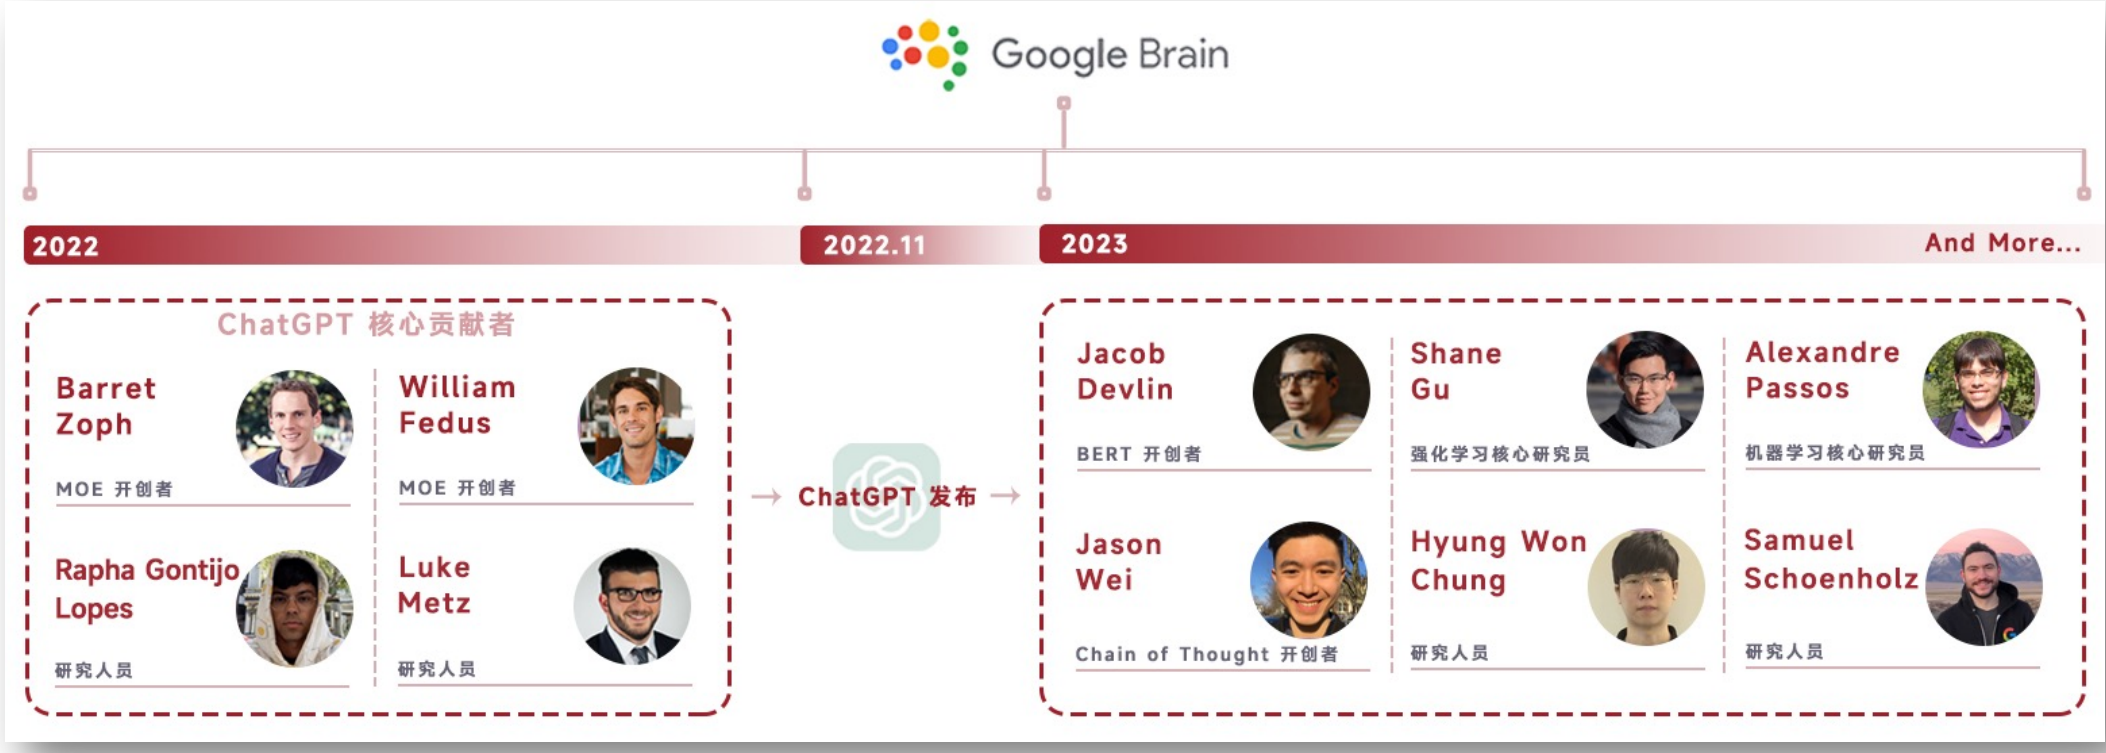 Google Brain
2022
2022.11
2023
And More...
ChatGPT 核心贡献者
Barret
Zoph
MOE 开创者
William
Fedus
MOE 开创者
Rapha Gontijo
Lopes
研究人员
Luke
Metz
研究人员
ChatGPT 发布
Jacob
Devlin
BERT 开创者
Shane
Gu
强化学习核心研究员
Alexandre
Passos
机器学习核心研究员
Jason
Wei
Chain of Thought 开创者
Hyung Won
Chung
研究人员
Samuel
Schoenholz
研究人员